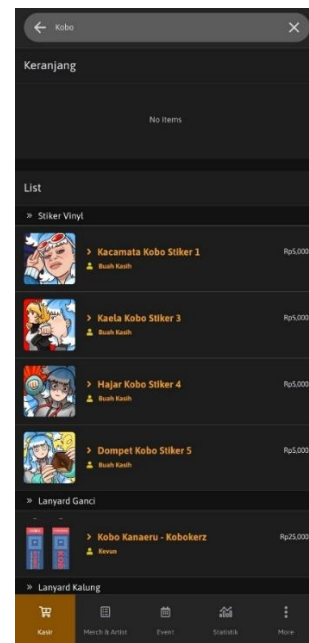 Kobo
Keranjang
No items
List
» Stiker Vinyl
> Kacamata Kobo Stiker 1
Rp5,000
Buah Kasih
> Kaela Kobo Stiker 3
Rp5,000
Buah Kasih
> Hajar Kobo Stiker 4
Rp5,000
Buah Kasih
> Dompet Kobo Stiker 5
Rp5,000
Buah Kasih
» Lanyard Ganci
> Kobo Kanaeru - Kobokerz
Rp25,000
Kevun
» Lanyard Kalung
Kasir
Merch & Artist
Event
Statistik
More